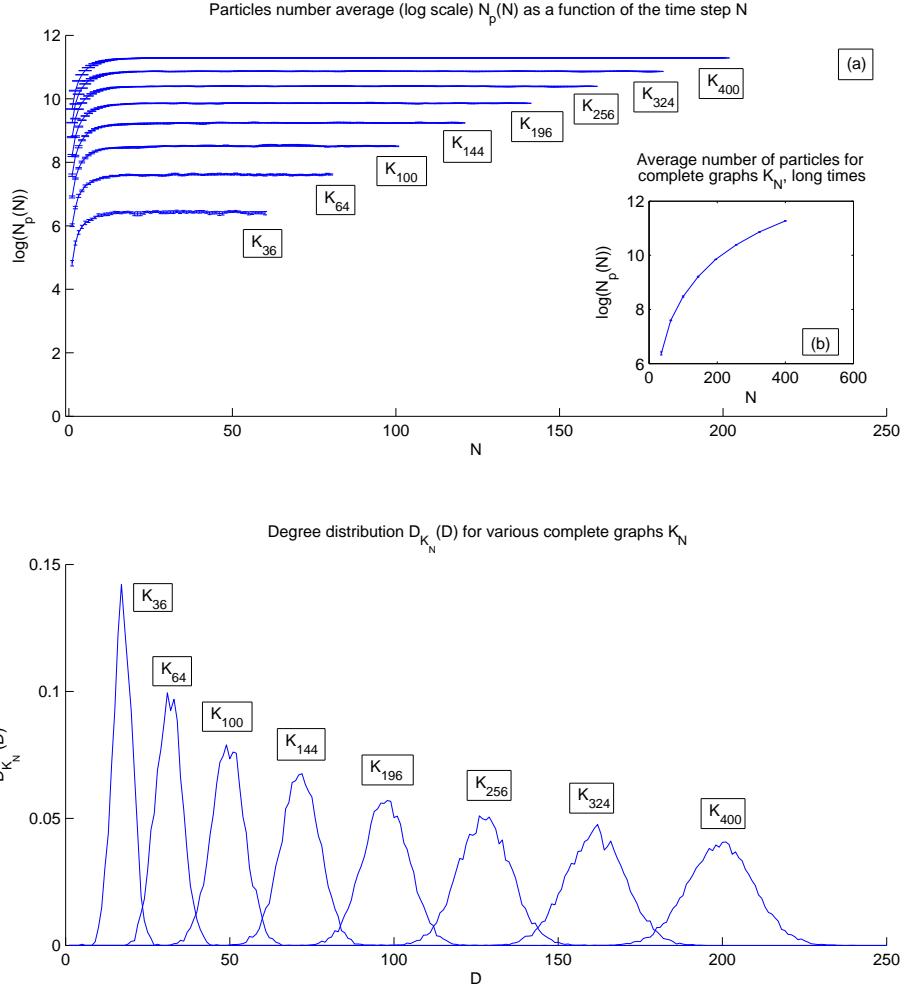 Particles number average (log scale) N_p(N) as a function of the time step N
12
10
8
6
4
2
0
log(N_p(N))
0 50 100 150 200 250
N
(a)
K_400
K_324
K_256
K_196
K_144
K_100
K_64
K_36
Average number of particles for
complete graphs K_N, long times
12
10
8
6
log(N_p(N))
0 200 400 600
N
(b)
Degree distribution D_{K_N}(D) for various complete graphs K_N
0.15
0.1
0.05
0
D_{K_N}(D)
K_36
K_64
K_100
K_144
K_196
K_256
K_324
K_400
0 50 100 150 200 250
D